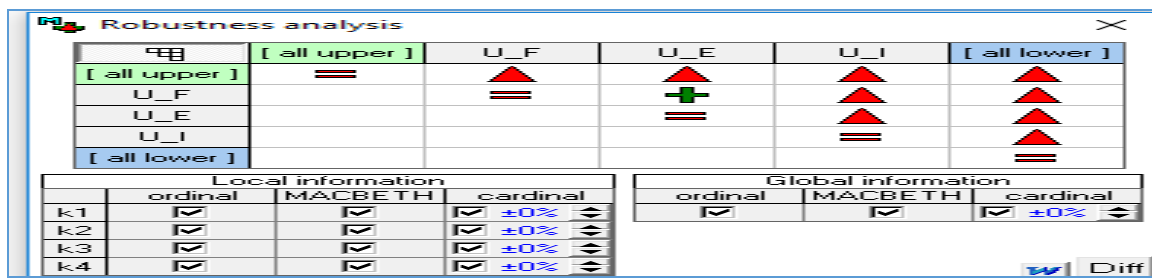 Robustness analysis
[ all upper ] U_F U_E U_I [ all lower ]
[ all upper ]
U_F
U_E
U_I
[ all lower ]
Local information Global information
ordinal MACBETH cardinal ordinal MACBETH cardinal
k1 ±0% ±0%
k2 ±0%
k3 ±0%
k4 ±0%
Diff